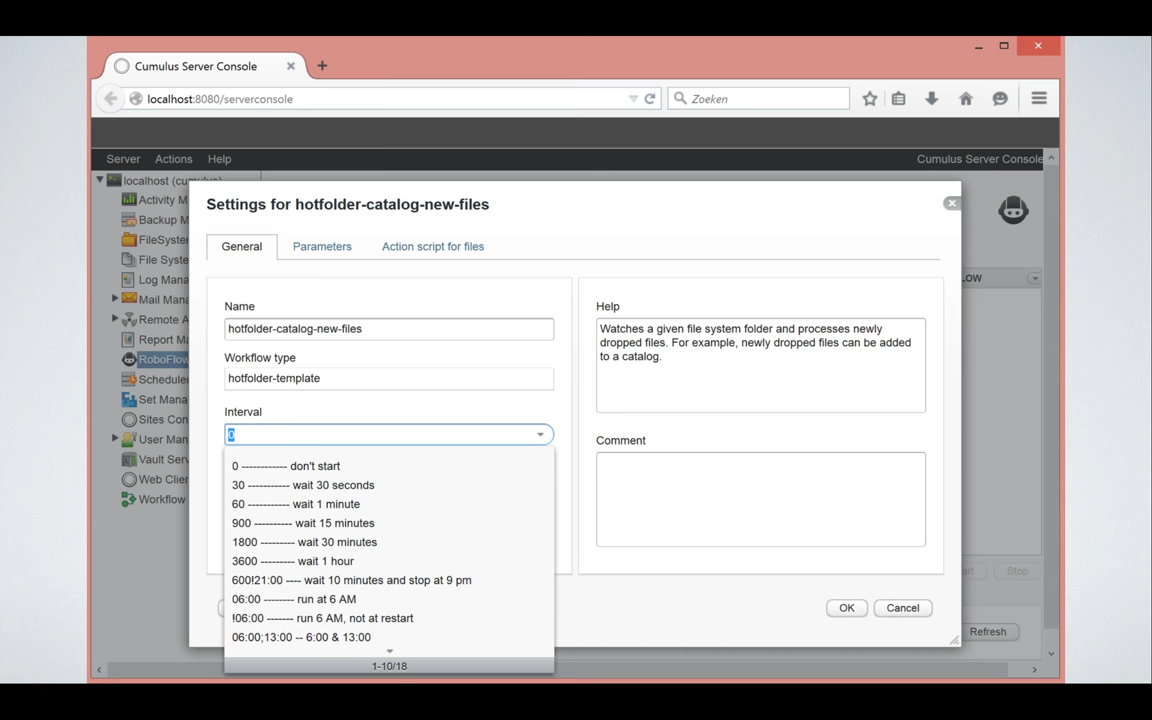 Cumulus Server Console
localhost:8080/serverconsole
Zoeken
Server Actions Help
Cumulus Server Console
localhost (cumulus)
Activity M
Backup M
FileSystem
File Syste
Log Mana
Mail Mana
Remote A
Report Ma
RoboFlow
Scheduler
Set Mana
Sites Con
User Man
Vault Serv
Web Clien
Workflow
Settings for hotfolder-catalog-new-files
General
Parameters
Action script for files
Name
hotfolder-catalog-new-files
Workflow type
hotfolder-template
Interval
0
0 ------------ don't start
30 ----------- wait 30 seconds
60 ----------- wait 1 minute
900 ---------- wait 15 minutes
1800 --------- wait 30 minutes
3600 --------- wait 1 hour
600!21:00 ---- wait 10 minutes and stop at 9 pm
06:00 -------- run at 6 AM
!06:00 ------- run 6 AM, not at restart
06:00;13:00 -- 6:00 & 13:00
1-10/18
Help
Watches a given file system folder and processes newly
dropped files. For example, newly dropped files can be added
to a catalog.
Comment
OK
Cancel
LOW
art
Stop
Refresh